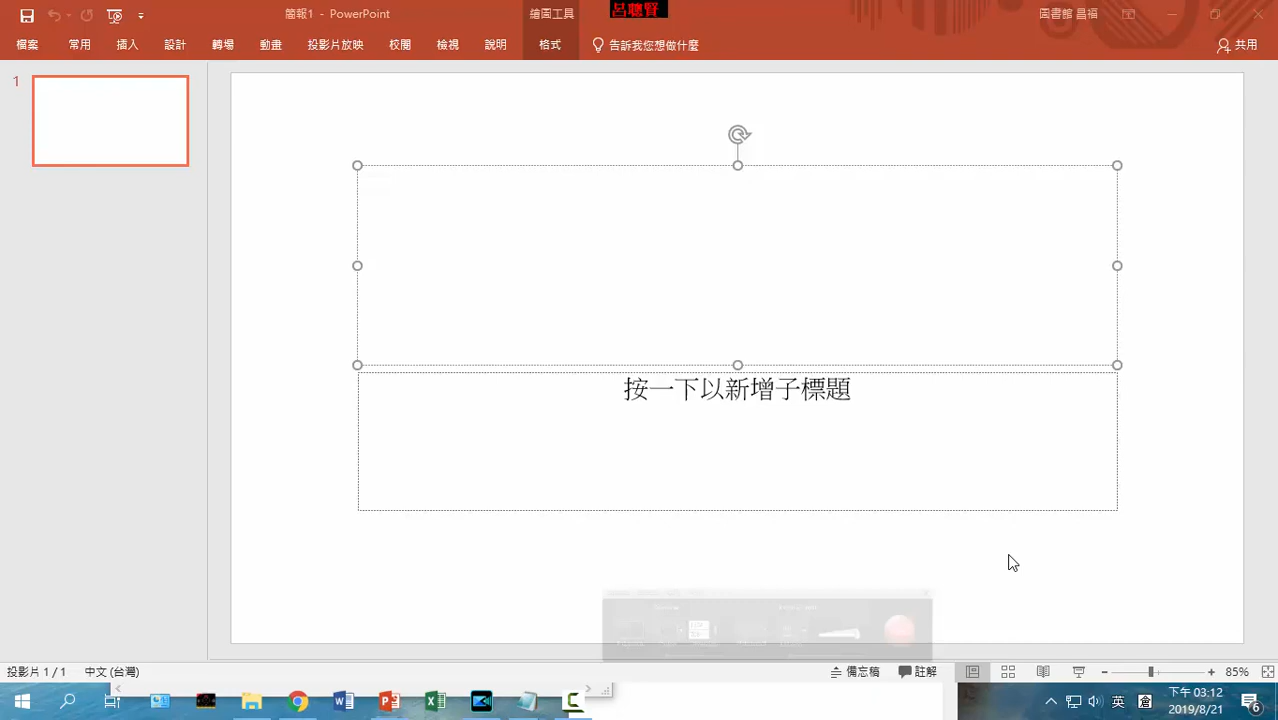 簡報1 - PowerPoint
繪圖工具
呂聰賢
圖書館 昌福
檔案 常用 插入 設計 轉場 動畫 投影片放映 校閱 檢視 說明 格式 告訴我您想做什麼 共用
1
按一下以新增子標題
投影片 1 / 1 中文 (台灣) 備忘稿 註解 85%
英 倉
下午 03:12
2019/8/21
6